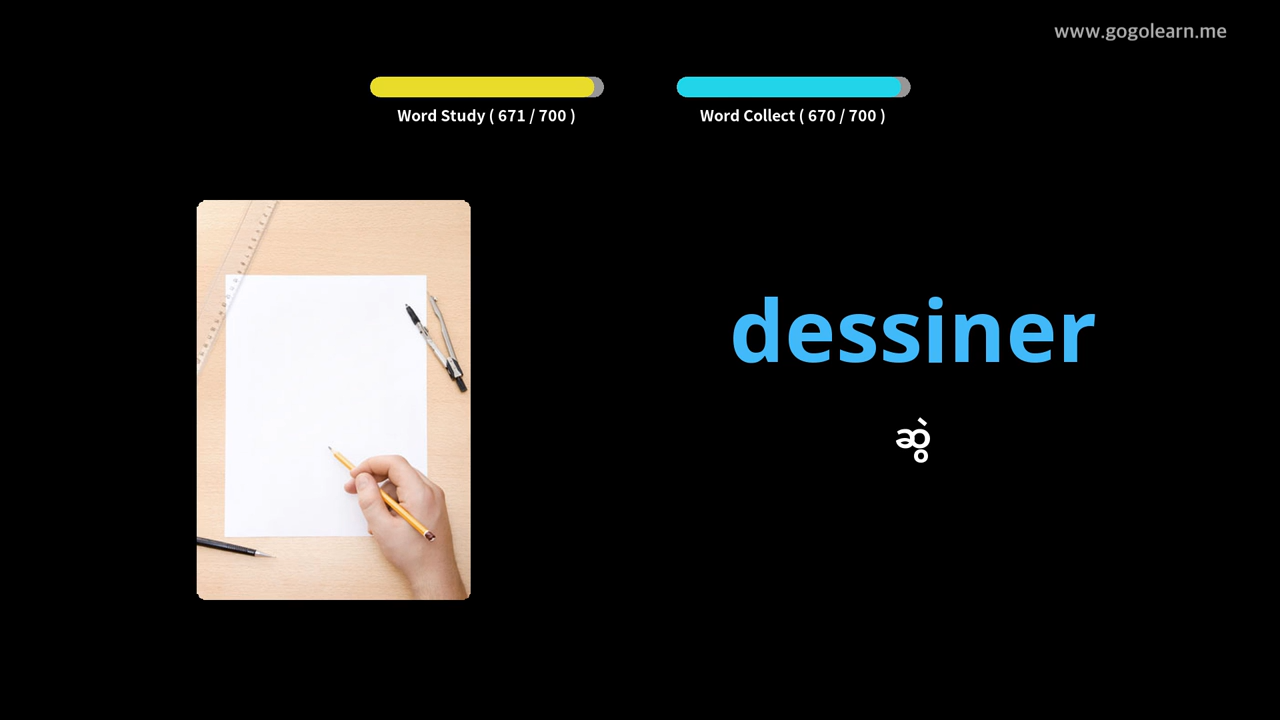 www.gogolearn.me
Word Study ( 671 / 700 )
Word Collect ( 670 / 700 )
dessiner
ဆွဲ